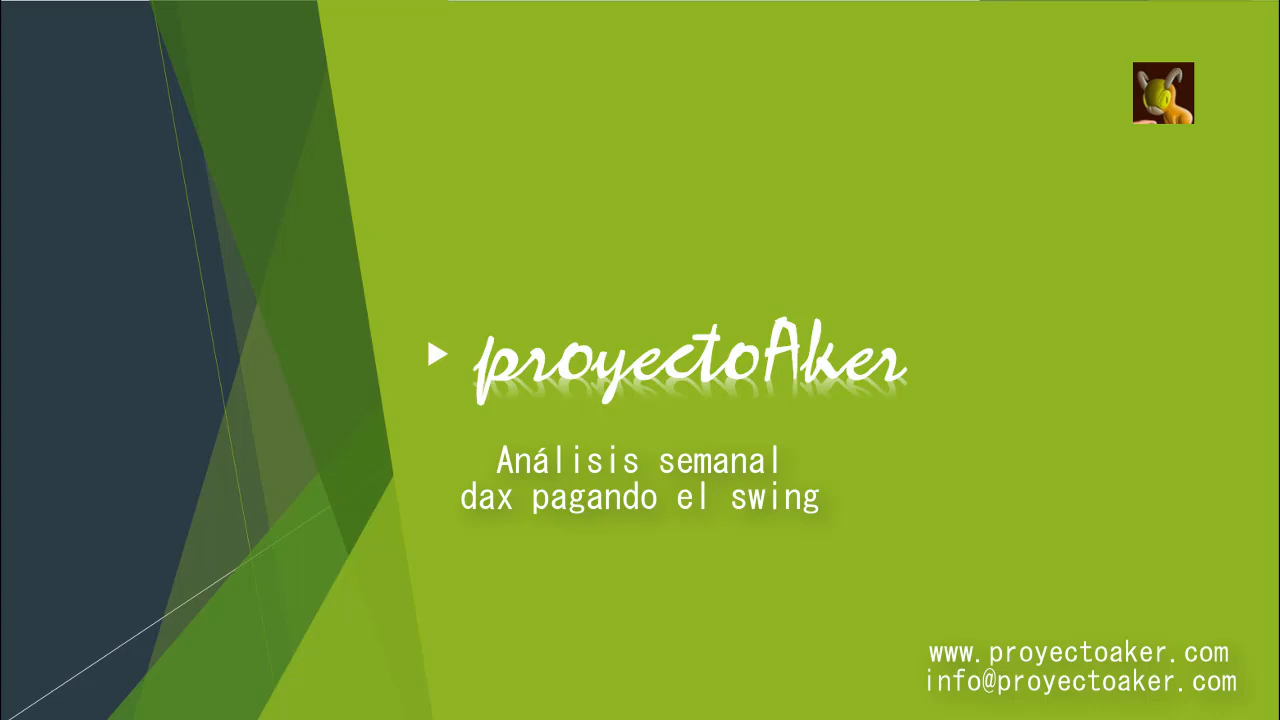 proyectoAker
Análisis semanal
dax pagando el swing
www.proyectoaker.com
info@proyectoaker.com